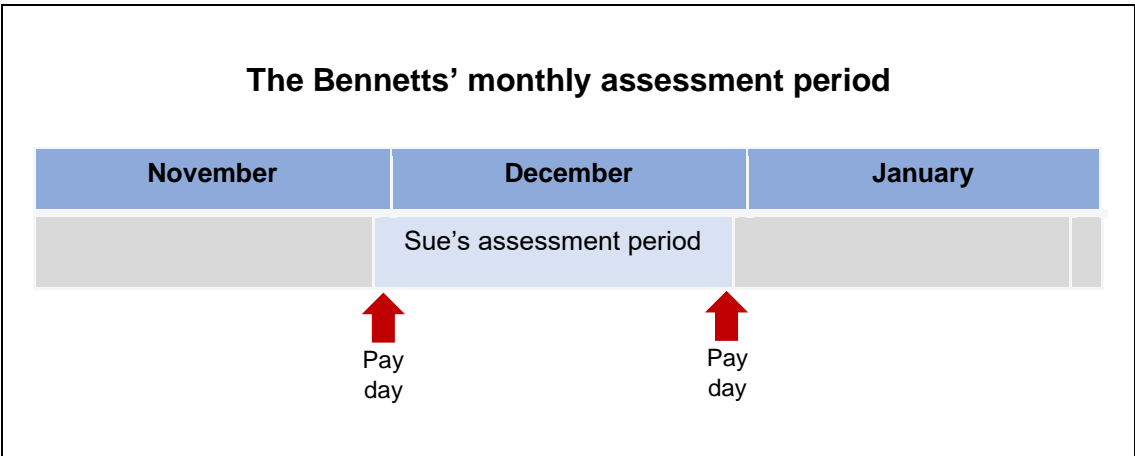 The Bennetts’ monthly assessment period
November December January
Sue’s assessment period
Pay Pay
day day